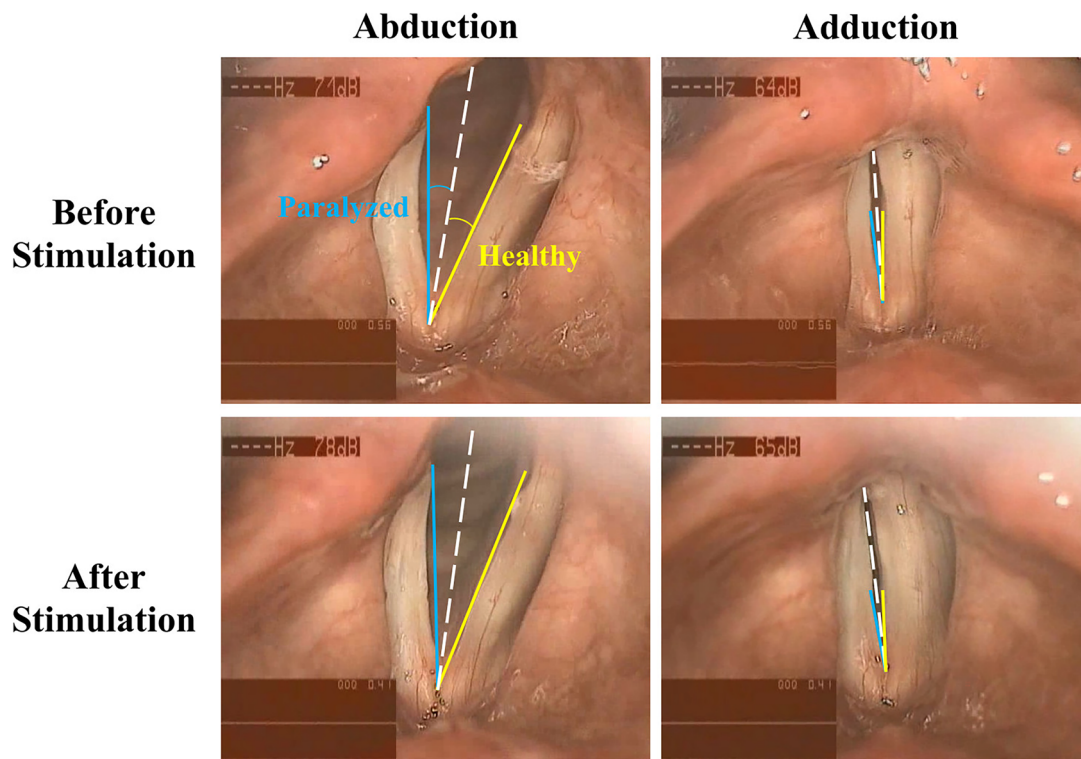 Abduction
Adduction
Before
Stimulation
----Hz 71dB
Paralyzed
Healthy
000 0.56
----Hz 64dB
000 0.56
After
Stimulation
----Hz 78dB
000 0.41
----Hz 65dB
000 0.41